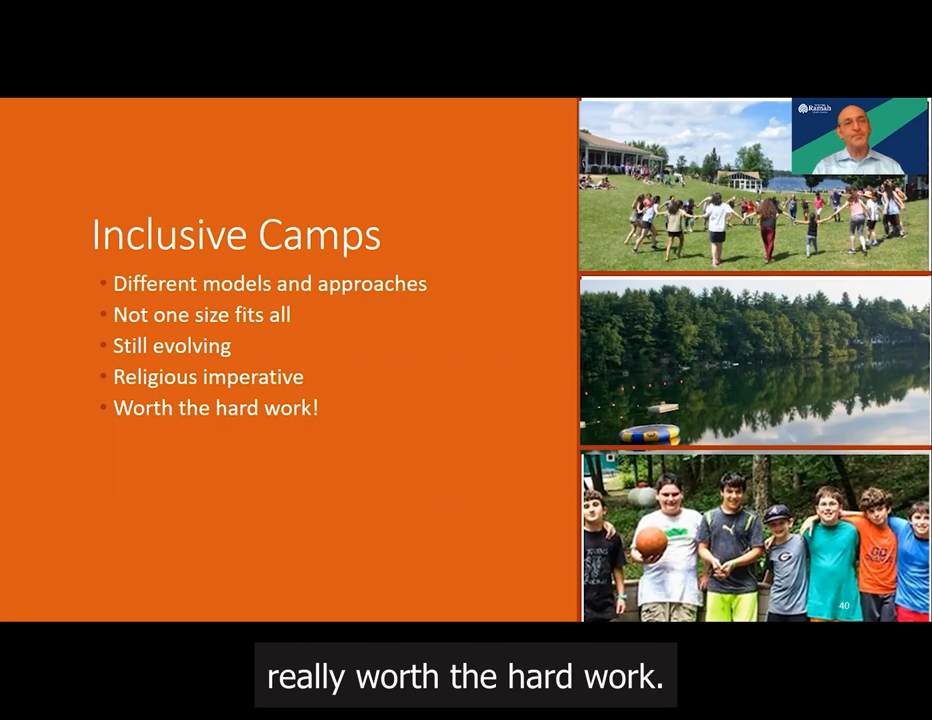 Inclusive Camps
• Different models and approaches
• Not one size fits all
• Still evolving
• Religious imperative
• Worth the hard work!
Ramah
40
really worth the hard work.